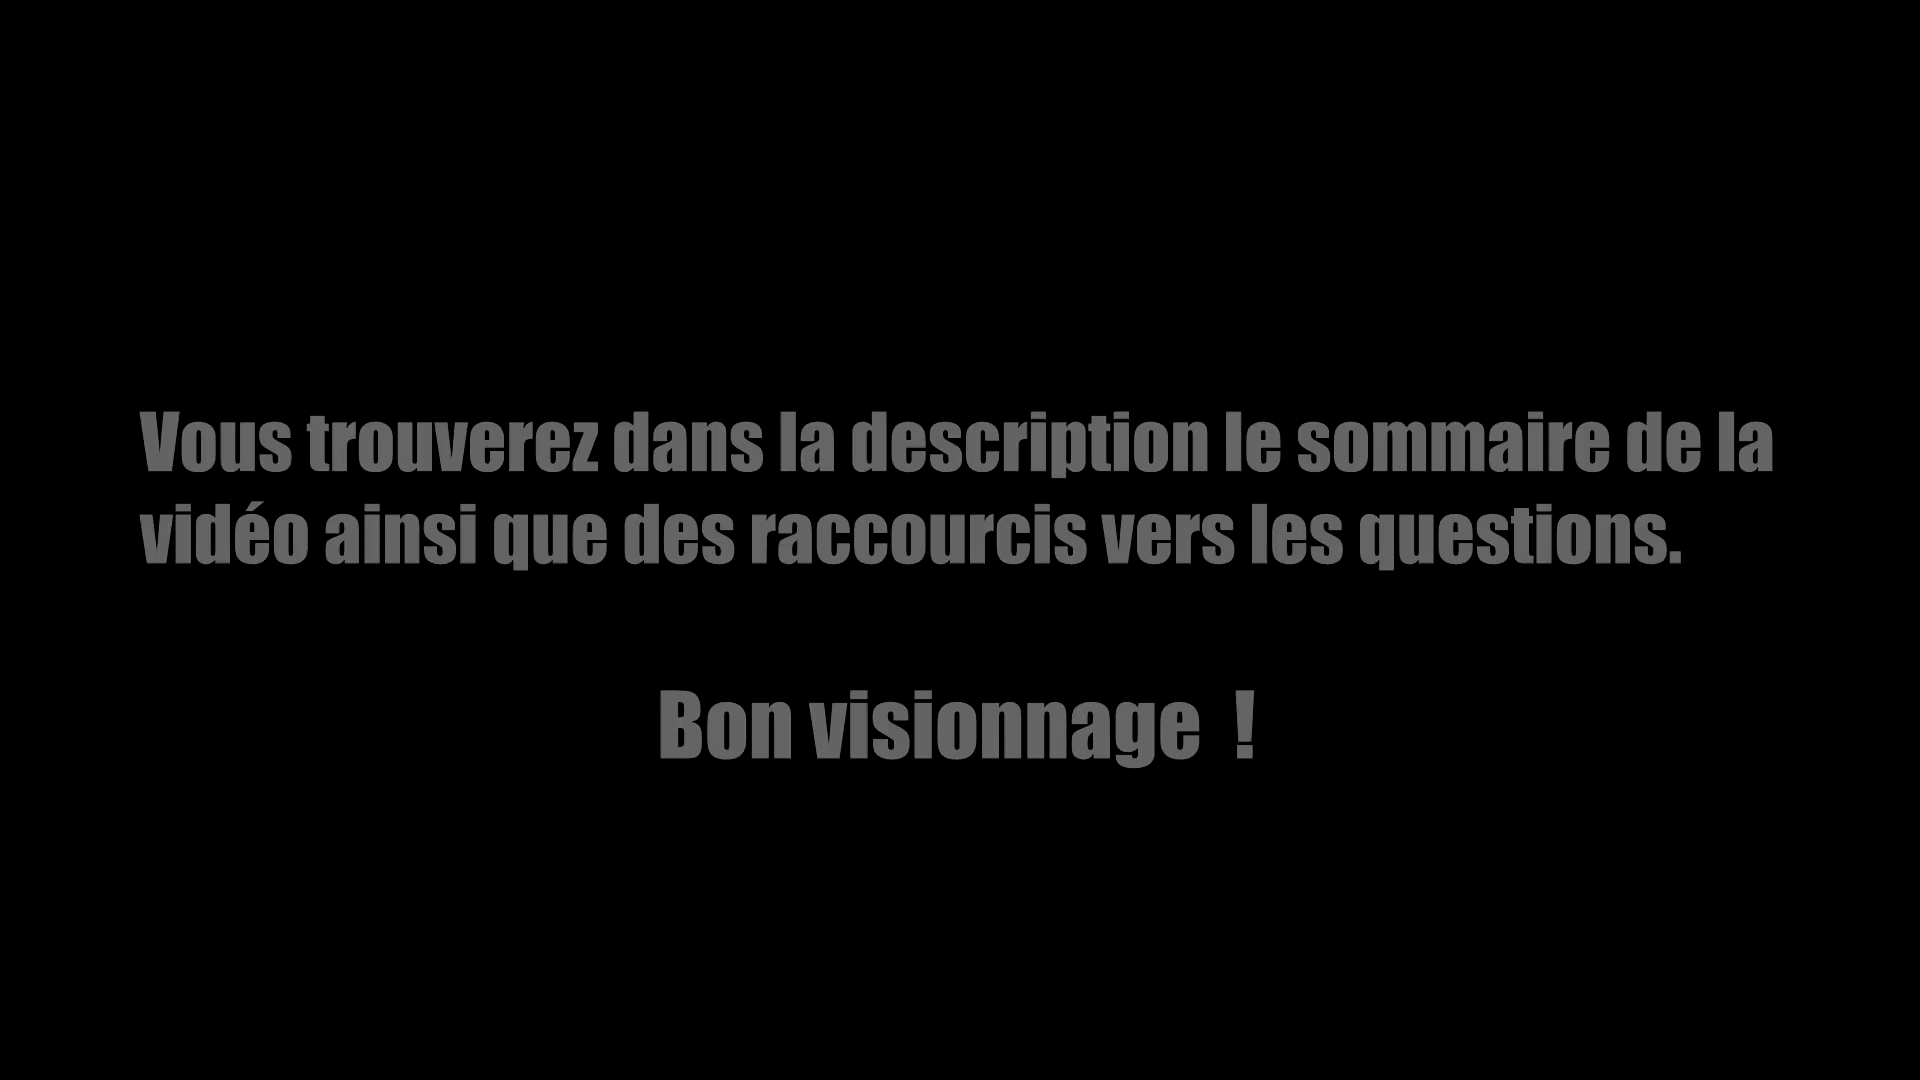 Vous trouverez dans la description le sommaire de la
vidéo ainsi que des raccourcis vers les questions.
Bon visionnage !